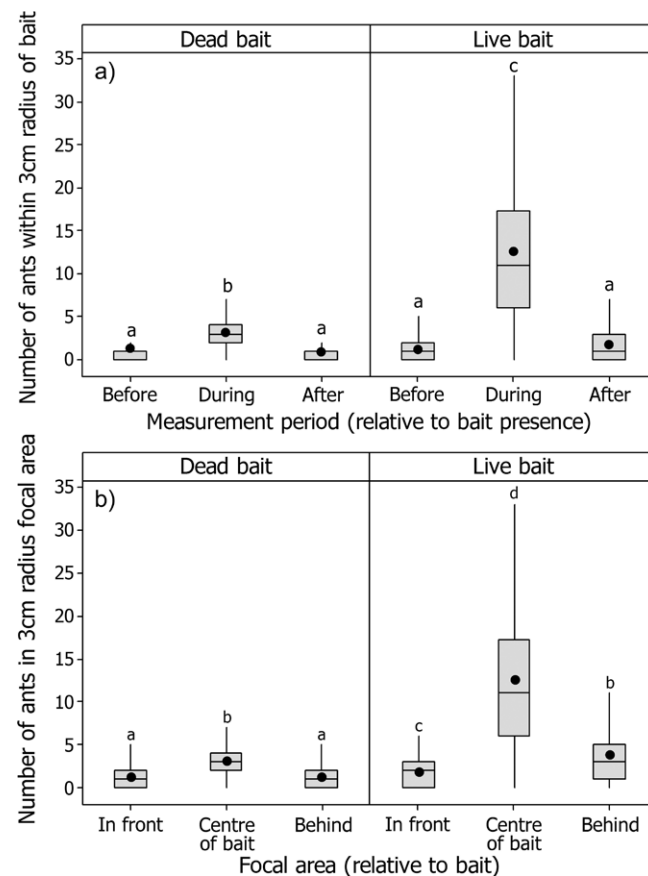 Dead bait Live bait
a)
Number of ants within 3cm radius of bait
35
30
25
20
15
10
5
0
a b a a c a
Before During After Before During After
Measurement period (relative to bait presence)
Dead bait Live bait
b)
Number of ants in 3cm radius focal area
35
30
25
20
15
10
5
0
a b a c d b
In front Centre of bait Behind In front Centre of bait Behind
Focal area (relative to bait)